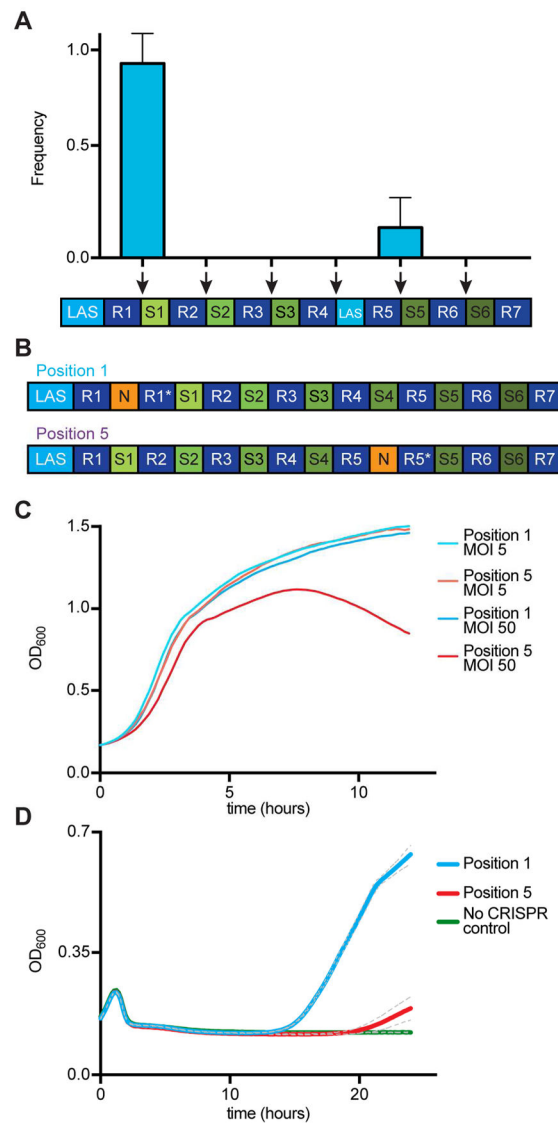 A
1.0
0.5
0.0
Frequency
LAS R1 S1 R2 S2 R3 S3 R4 LAS R5 S5 R6 S6 R7
B
Position 1
LAS R1 N R1* S1 R2 S2 R3 S3 R4 S4 R5 S5 R6 S6 R7
Position 5
LAS R1 S1 R2 S2 R3 S3 R4 S4 R5 N R5* S5 R6 S6 R7
C
1.5
1.0
0.5
0.0
OD600
0 5 10
time (hours)
Position 1
MOI 5
Position 5
MOI 5
Position 1
MOI 50
Position 5
MOI 50
D
0.7
0.35
0.0
OD600
0 10 20
time (hours)
Position 1
Position 5
No CRISPR
control